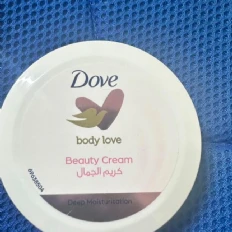 Dove
body love
Beauty Cream
كريم الجمال
Deep Moisturization